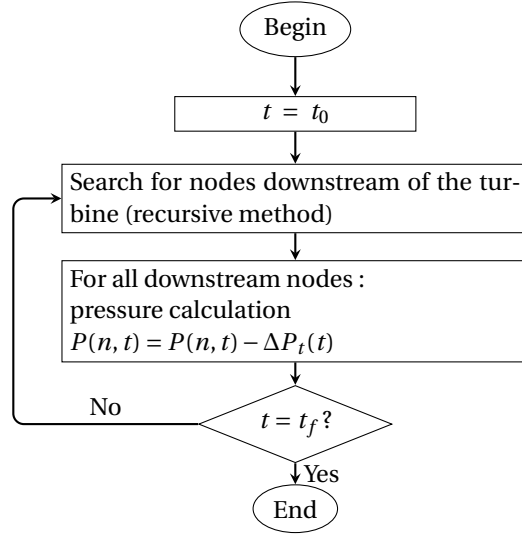 Begin
t = t₀
Search for nodes downstream of the tur-
bine (recursive method)
For all downstream nodes :
pressure calculation
P(n, t) = P(n, t) − ΔPₜ(t)
No
t = t_f ?
Yes
End